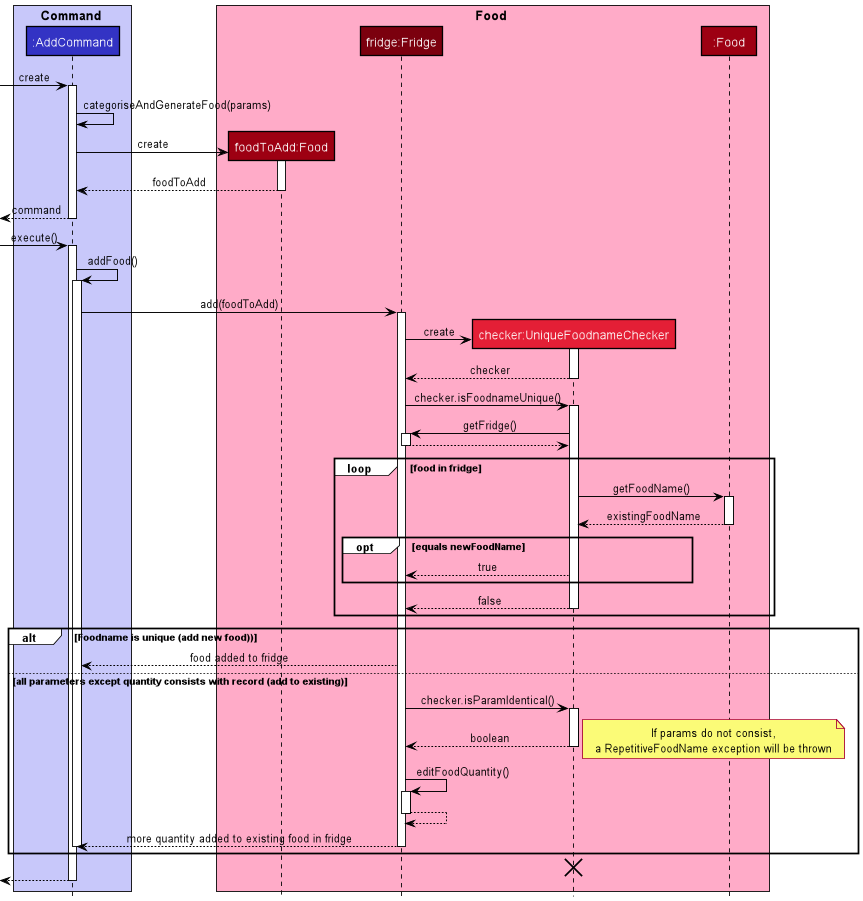 Command
Food
:AddCommand
fridge:Fridge
:Food
create
categoriseAndGenerateFood(params)
create
foodToAdd:Food
foodToAdd
command
execute()
addFood()
add(foodToAdd)
create
checker:UniqueFoodnameChecker
checker
checker.isFoodnameUnique()
getFridge()
loop
[food in fridge]
getFoodName()
existingFoodName
opt
[equals newFoodName]
true
false
alt
[Foodname is unique (add new food))]
food added to fridge
[all parameters except quantity consists with record (add to existing)]
checker.isParamIdentical()
If params do not consist,
a RepetitiveFoodName exception will be thrown
boolean
editFoodQuantity()
more quantity added to existing food in fridge